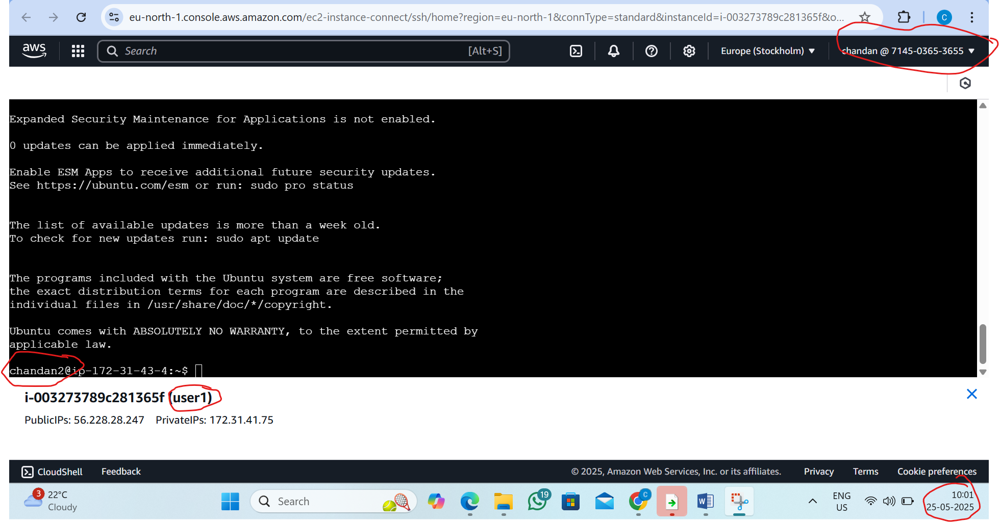 eu-north-1.console.aws.amazon.com/ec2-instance-connect/ssh/home?region=eu-north-1&connType=standard&instanceId=i-003273789c281365f&o...
C
aws
Search
[Alt+S]
Europe (Stockholm)
chandan @ 7145-0365-3655
Expanded Security Maintenance for Applications is not enabled.
0 updates can be applied immediately.
Enable ESM Apps to receive additional future security updates.
See https://ubuntu.com/esm or run: sudo pro status
The list of available updates is more than a week old.
To check for new updates run: sudo apt update
The programs included with the Ubuntu system are free software;
the exact distribution terms for each program are described in the
individual files in /usr/share/doc/*/copyright.
Ubuntu comes with ABSOLUTELY NO WARRANTY, to the extent permitted by
applicable law.
chandan2@ip-172-31-43-4:~$
i-003273789c281365f (user1)
PublicIPs: 56.228.28.247 PrivateIPs: 172.31.41.75
CloudShell Feedback
© 2025, Amazon Web Services, Inc. or its affiliates. Privacy Terms Cookie preferences
3
22°C
Cloudy
Search
19
C
W
ENG
US
10:01
25-05-2025